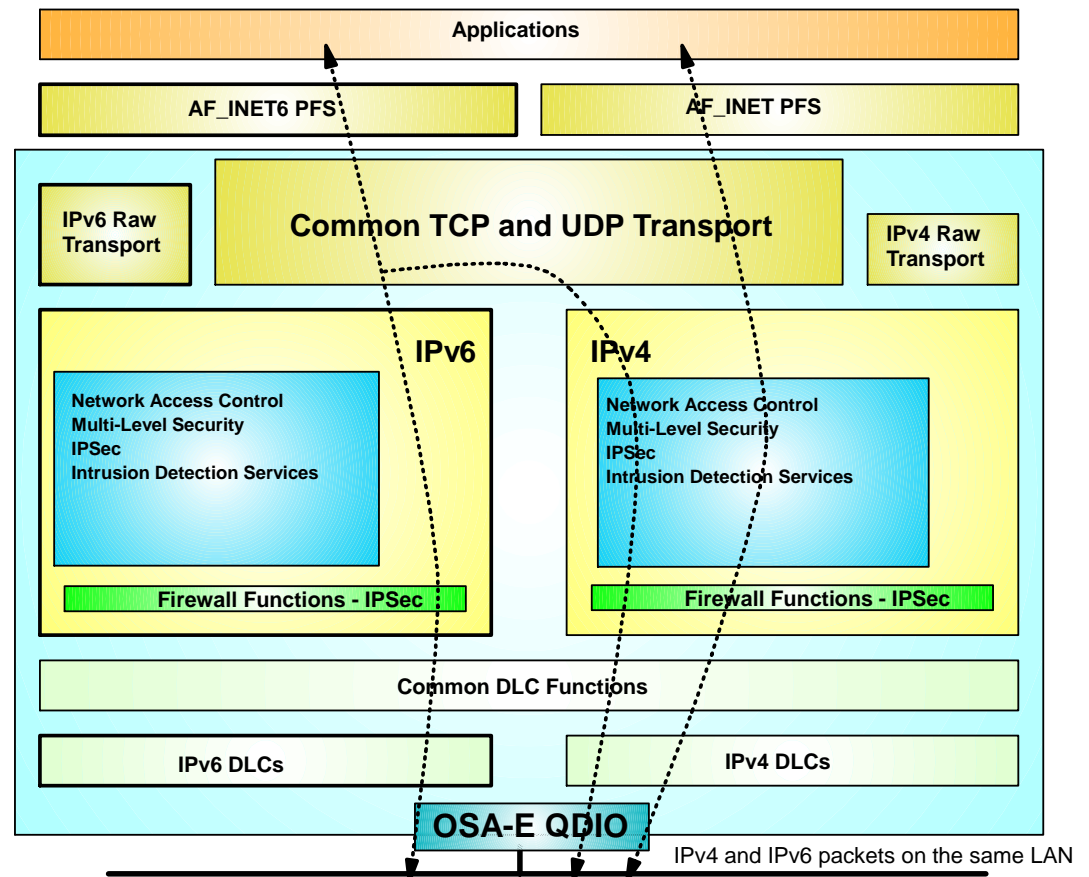 Applications
AF_INET6 PFS
AF_INET PFS
IPv6 Raw
Transport
Common TCP and UDP Transport
IPv4 Raw
Transport
IPv6
Network Access Control
Multi-Level Security
IPSec
Intrusion Detection Services
Firewall Functions - IPSec
IPv4
Network Access Control
Multi-Level Security
IPSec
Intrusion Detection Services
Firewall Functions - IPSec
Common DLC Functions
IPv6 DLCs
IPv4 DLCs
OSA-E QDIO
IPv4 and IPv6 packets on the same LAN